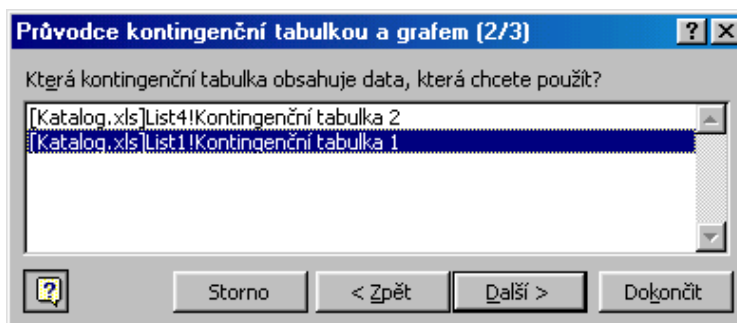 Průvodce kontingenční tabulkou a grafem (2/3)
Která kontingenční tabulka obsahuje data, která chcete použít?
[Katalog.xls]List4!Kontingenční tabulka 2
[Katalog.xls]List1!Kontingenční tabulka 1
Storno
< Zpět
Další >
Dokončit